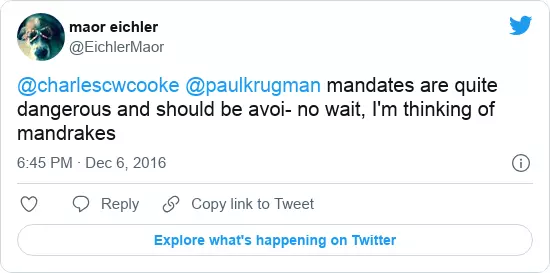 maor eichler
@EichlerMaor
@charlescwcooke @paulkrugman mandates are quite
dangerous and should be avoi- no wait, I'm thinking of
mandrakes
6:45 PM · Dec 6, 2016
Reply
Copy link to Tweet
Explore what's happening on Twitter